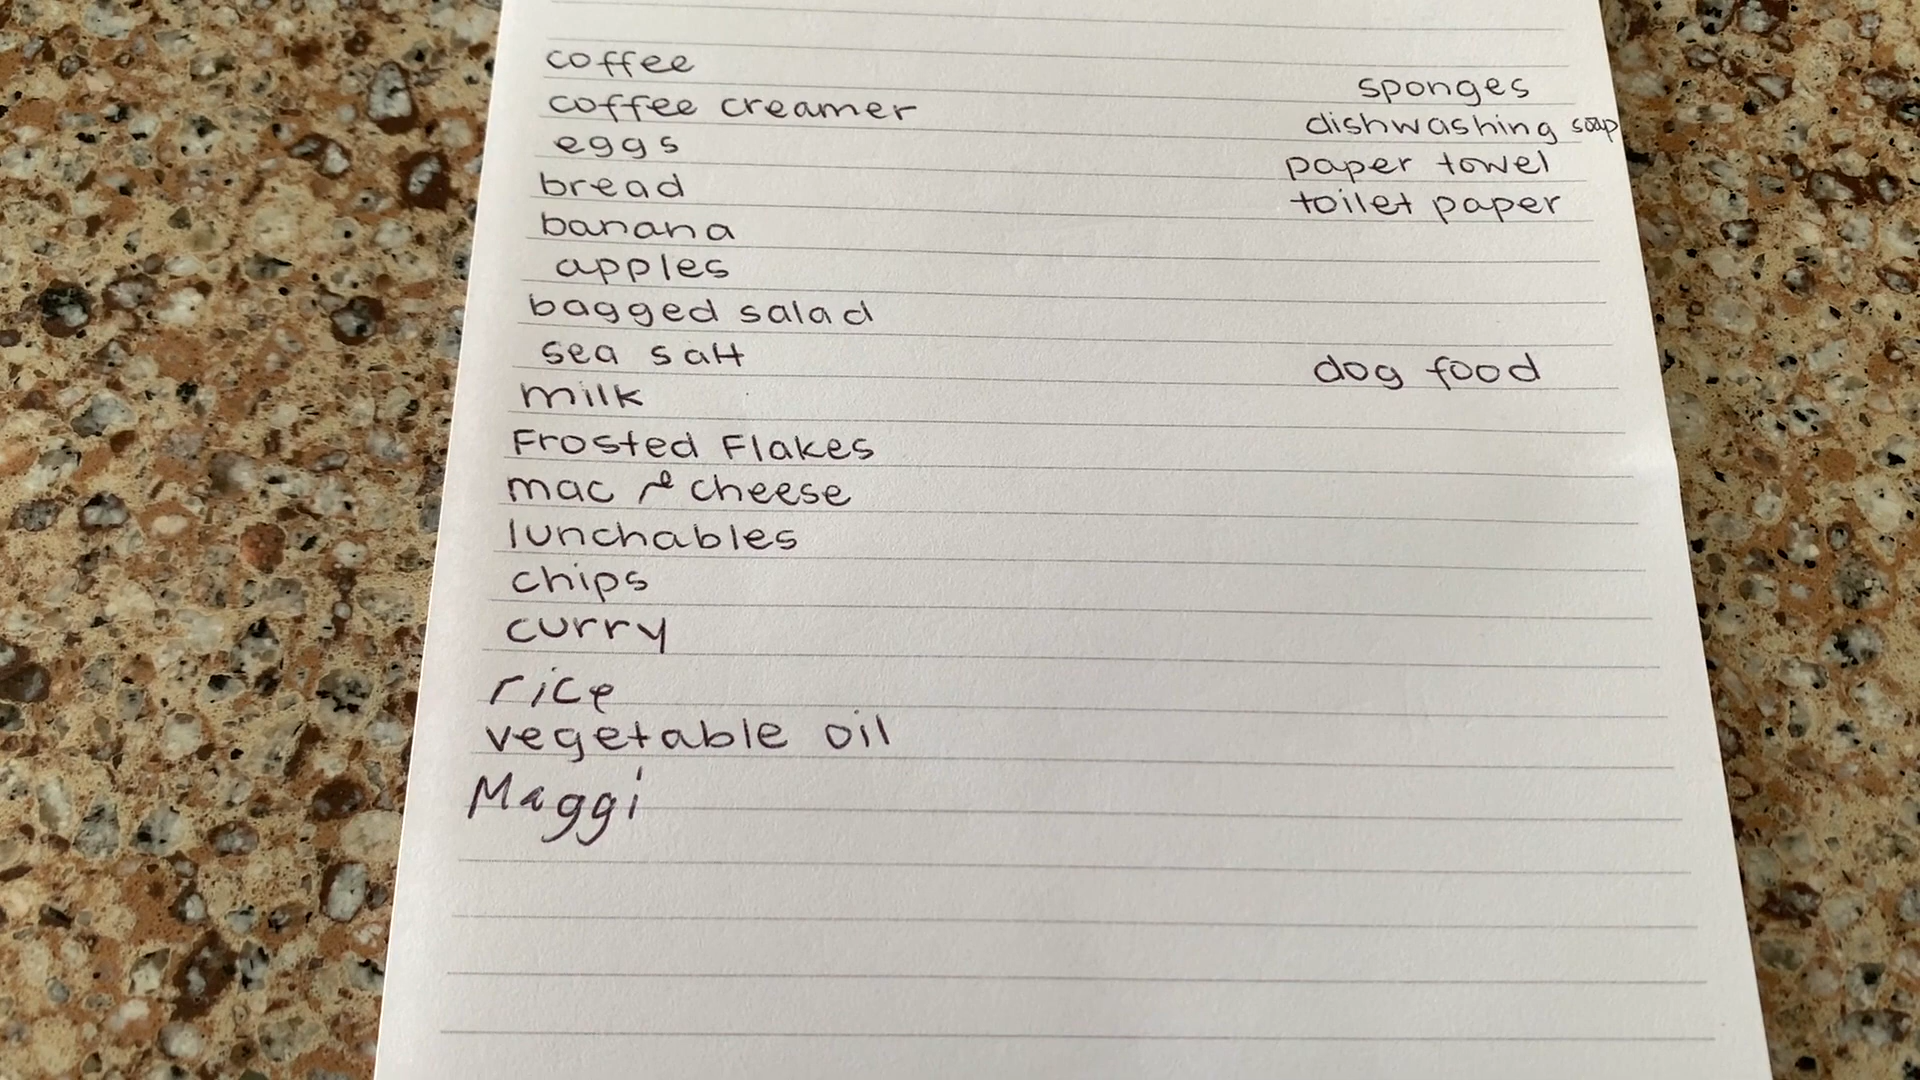 coffee
coffee creamer
eggs
bread
banana
apples
bagged salad
sea salt
milk
Frosted Flakes
mac & cheese
lunchables
chips
curry
rice
vegetable oil
Maggi
sponges
dishwashing soap
paper towel
toilet paper
dog food